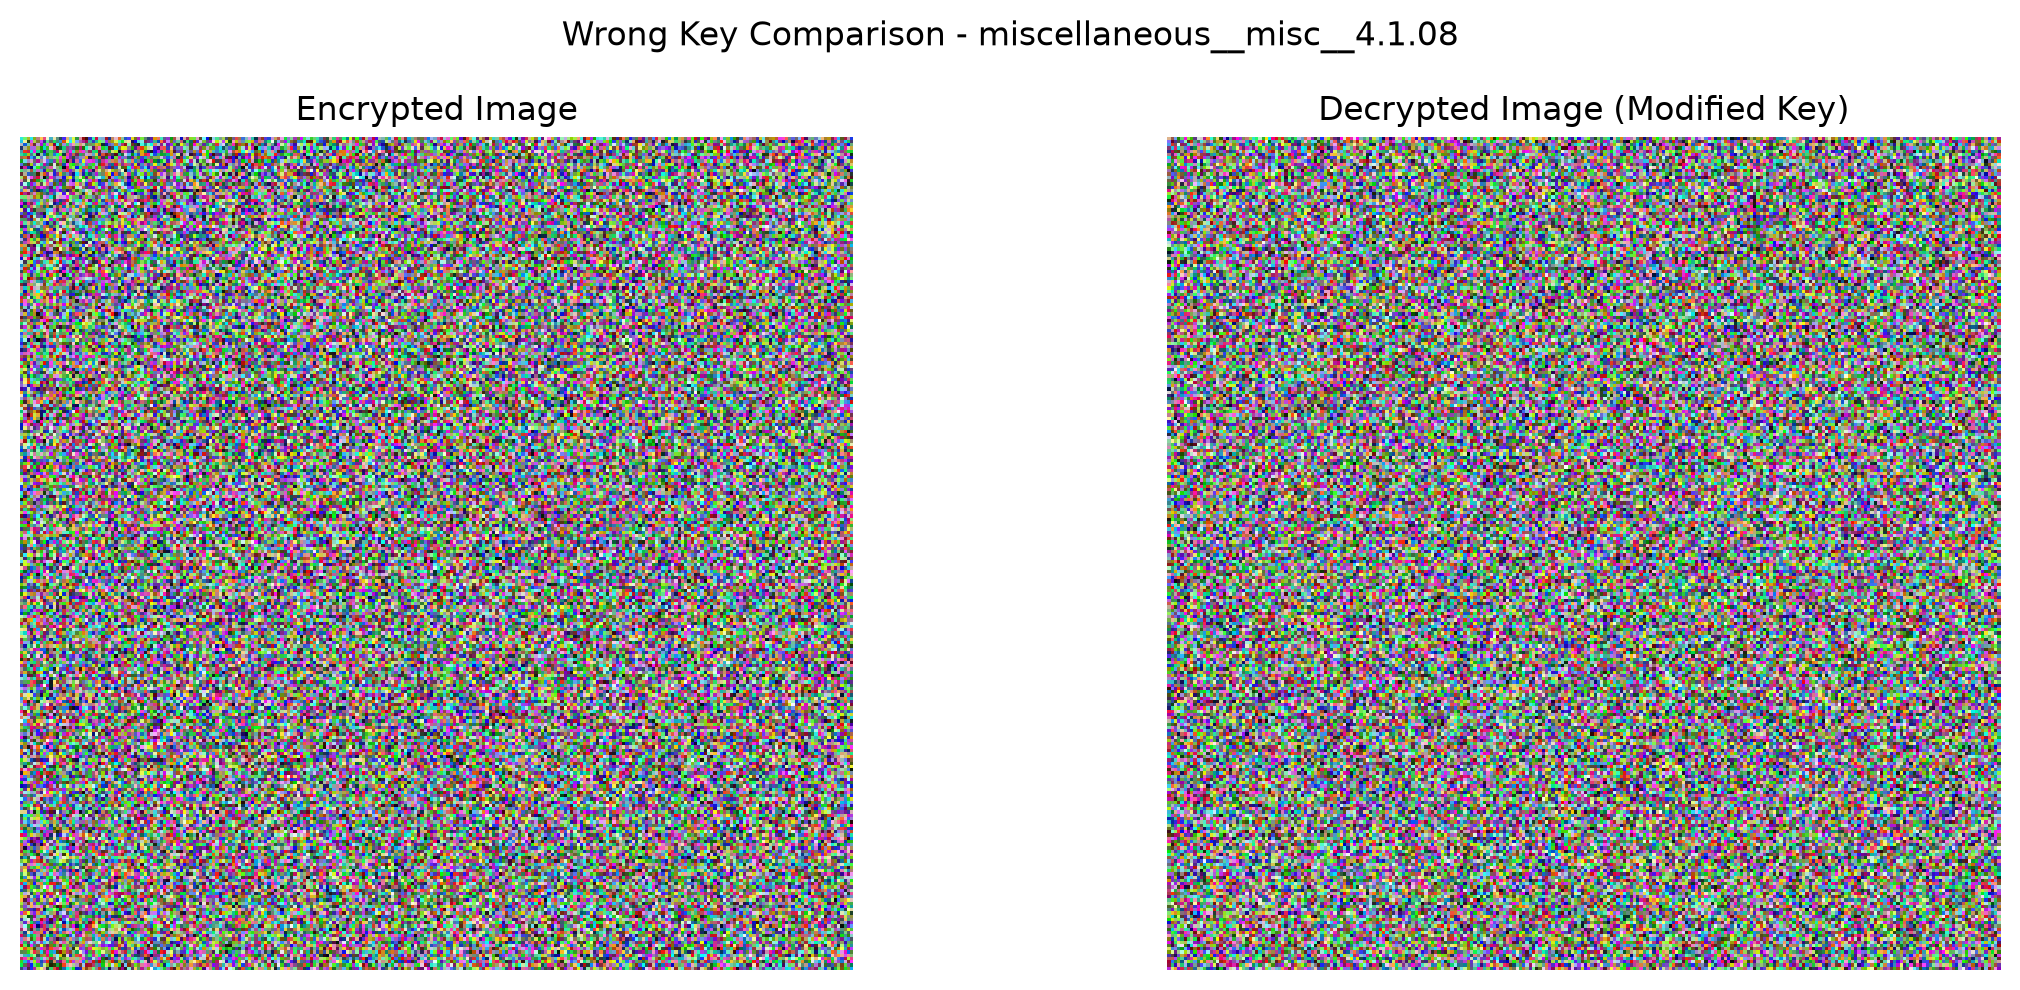 Wrong Key Comparison - miscellaneous__misc__4.1.08
Encrypted Image
Decrypted Image (Modified Key)